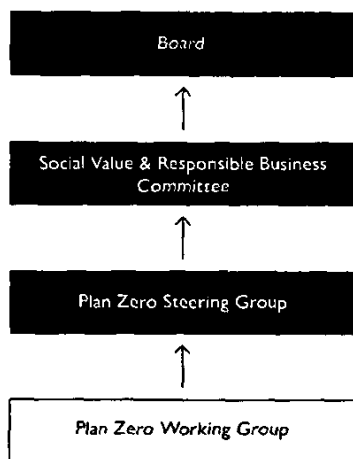 Board
Social Value & Responsible Business
Committee
Plan Zero Steering Group
Plan Zero Working Group